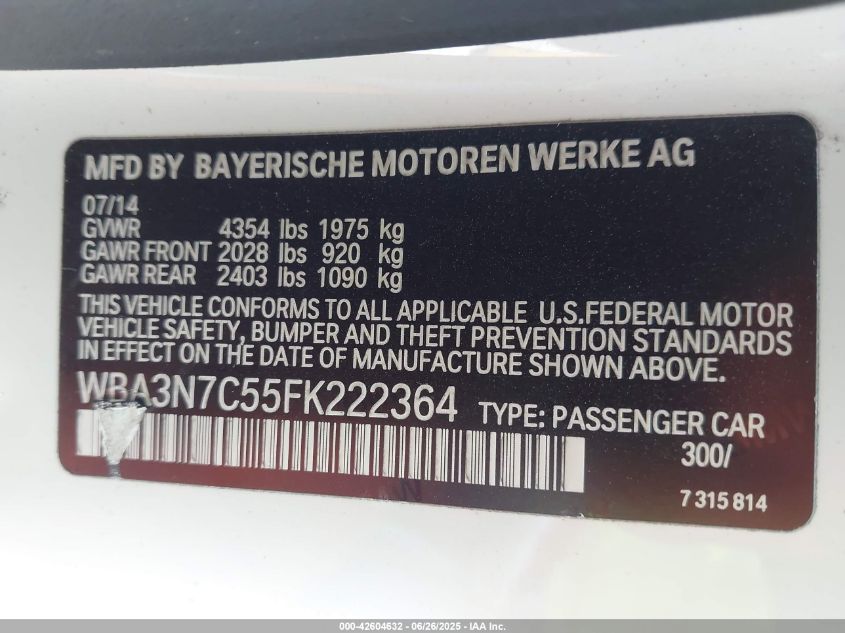 MFD BY BAYERISCHE MOTOREN WERKE AG
07/14
GVWR 4354 lbs 1975 kg
GAWR FRONT 2028 lbs 920 kg
GAWR REAR 2403 lbs 1090 kg
THIS VEHICLE CONFORMS TO ALL APPLICABLE U.S.FEDERAL MOTOR
VEHICLE SAFETY, BUMPER AND THEFT PREVENTION STANDARDS
IN EFFECT ON THE DATE OF MANUFACTURE SHOWN ABOVE.
WBA3N7C55FK222364 TYPE: PASSENGER CAR
300/
7 315 814
000-42604632 - 06/26/2025 - IAA Inc.